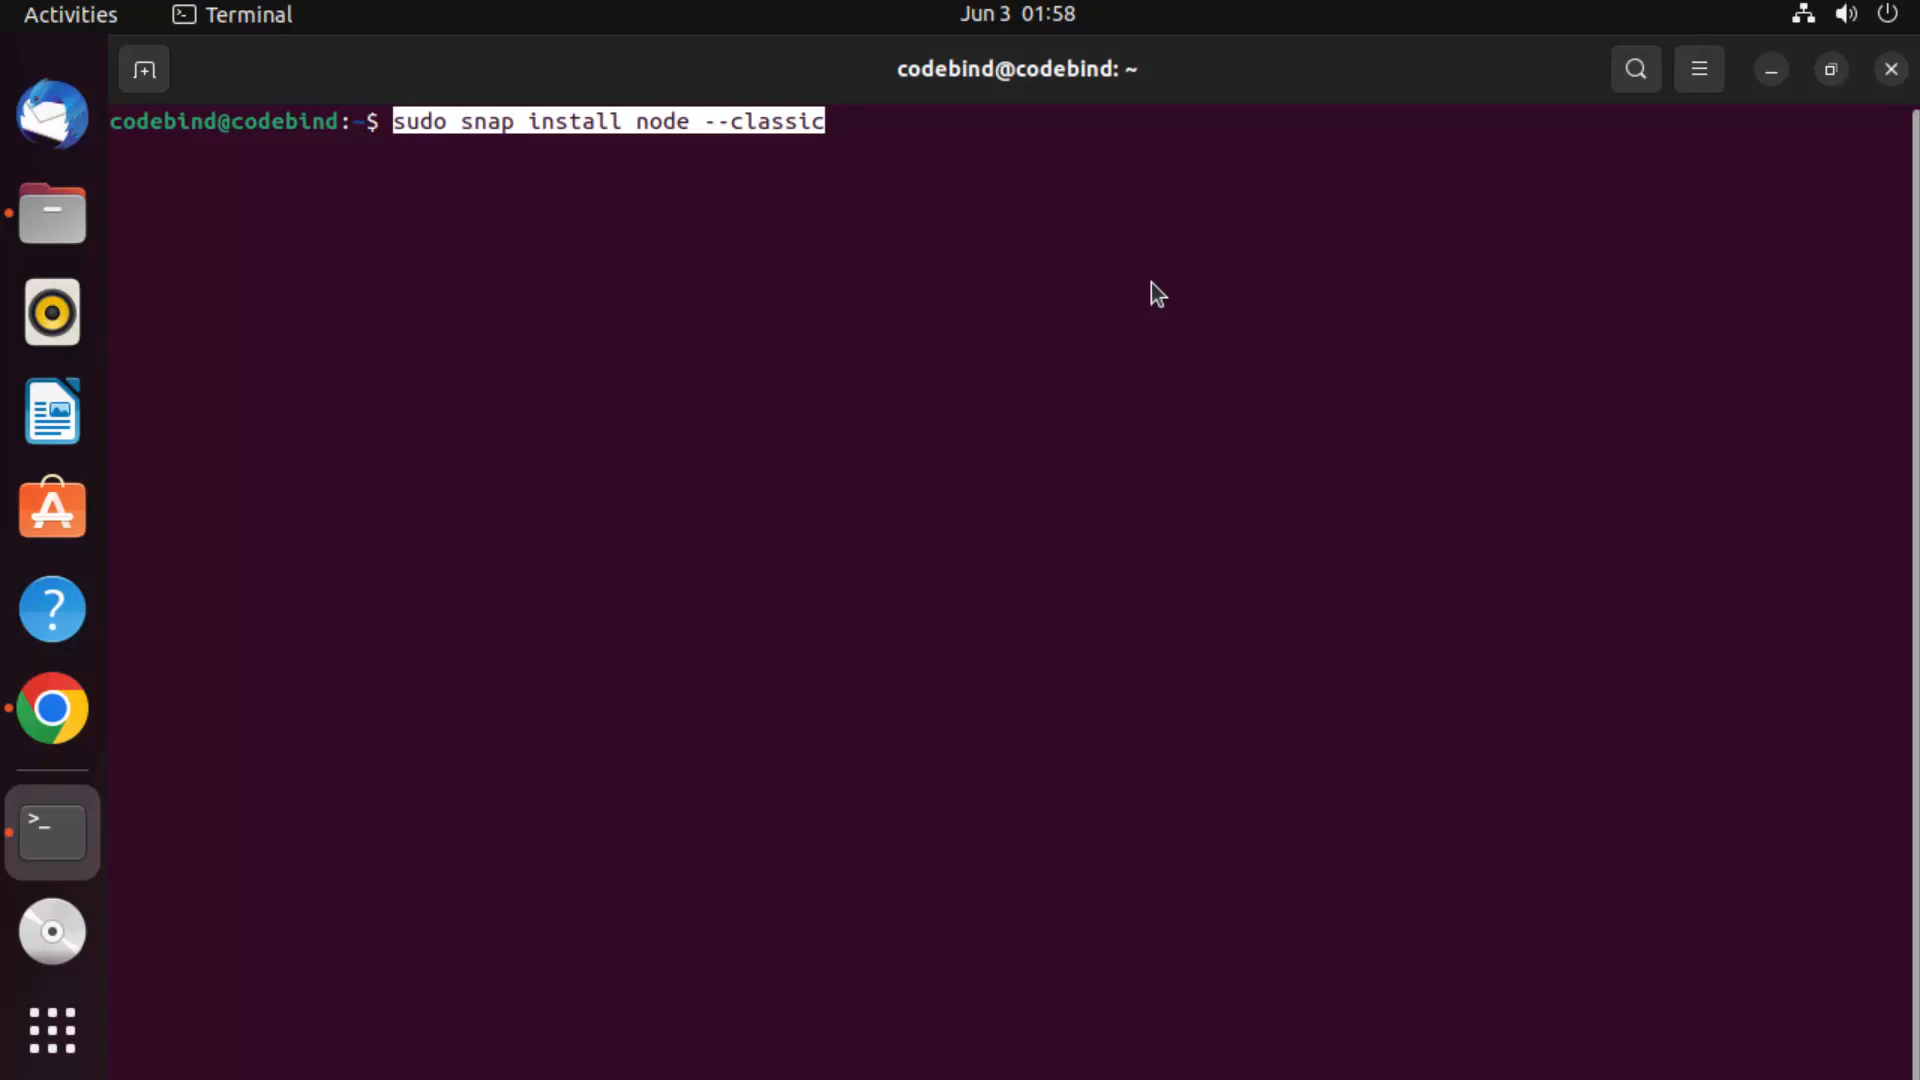 Activities
Terminal
Jun 3 01:58
codebind@codebind: ~
codebind@codebind:~$ sudo snap install node --classic